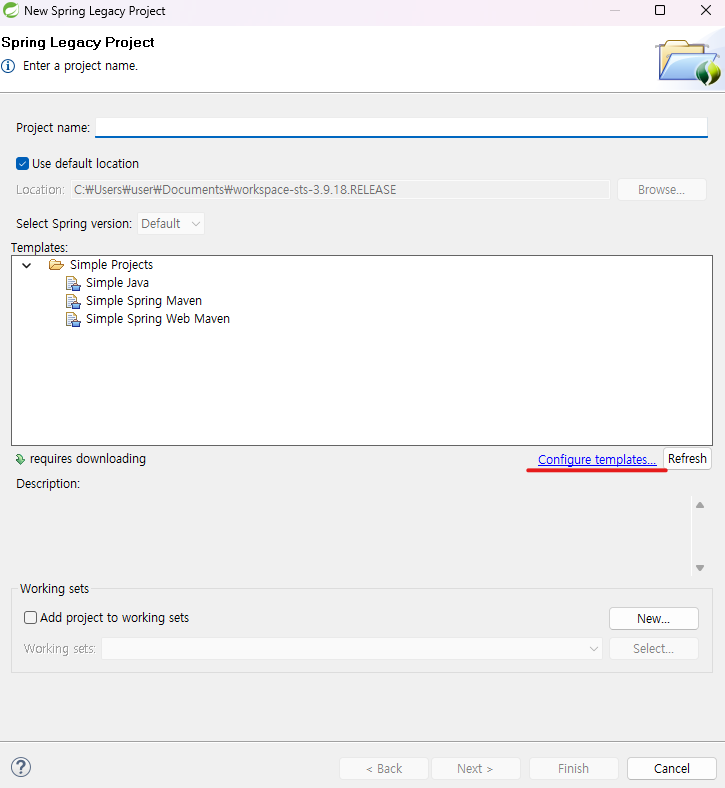 New Spring Legacy Project
Spring Legacy Project
Enter a project name.
Project name:
Use default location
Location: C:₩Users₩user₩Documents₩workspace-sts-3.9.18.RELEASE Browse...
Select Spring version: Default
Templates:
Simple Projects
Simple Java
Simple Spring Maven
Simple Spring Web Maven
requires downloading Configure templates... Refresh
Description:
Working sets
Add project to working sets New...
Working sets: Select...
? < Back Next > Finish Cancel